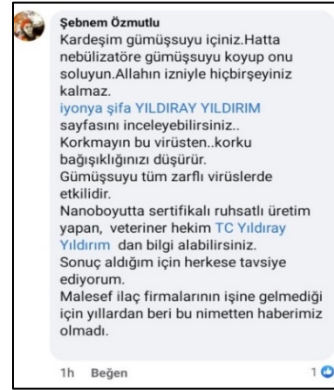 Şebnem Özmutlu
Kardeşim gümüşsuyu içiniz.Hatta
nebülizatöre gümüşsuyu koyup onu
soluyun.Allahın izniyle hiçbirşeyiniz
kalmaz.
iyonya şifa YILDIRAY YILDIRIM
sayfasını inceleyebilirsiniz..
Korkmayın bu virüsten..korku
bağışıklığınızı düşürür.
Gümüşsuyu tüm zarflı virüslerde
etkilidir.
Nanoboyutta sertifikalı ruhsatlı üretim
yapan, veteriner hekim TC Yıldıray
Yıldırım dan bilgi alabilirsiniz.
Sonuç aldığım için herkese tavsiye
ediyorum.
Malesef ilaç firmalarının işine gelmediği
için yıllardan beri bu nimetten haberimiz
olmadı.
1h Beğen 1